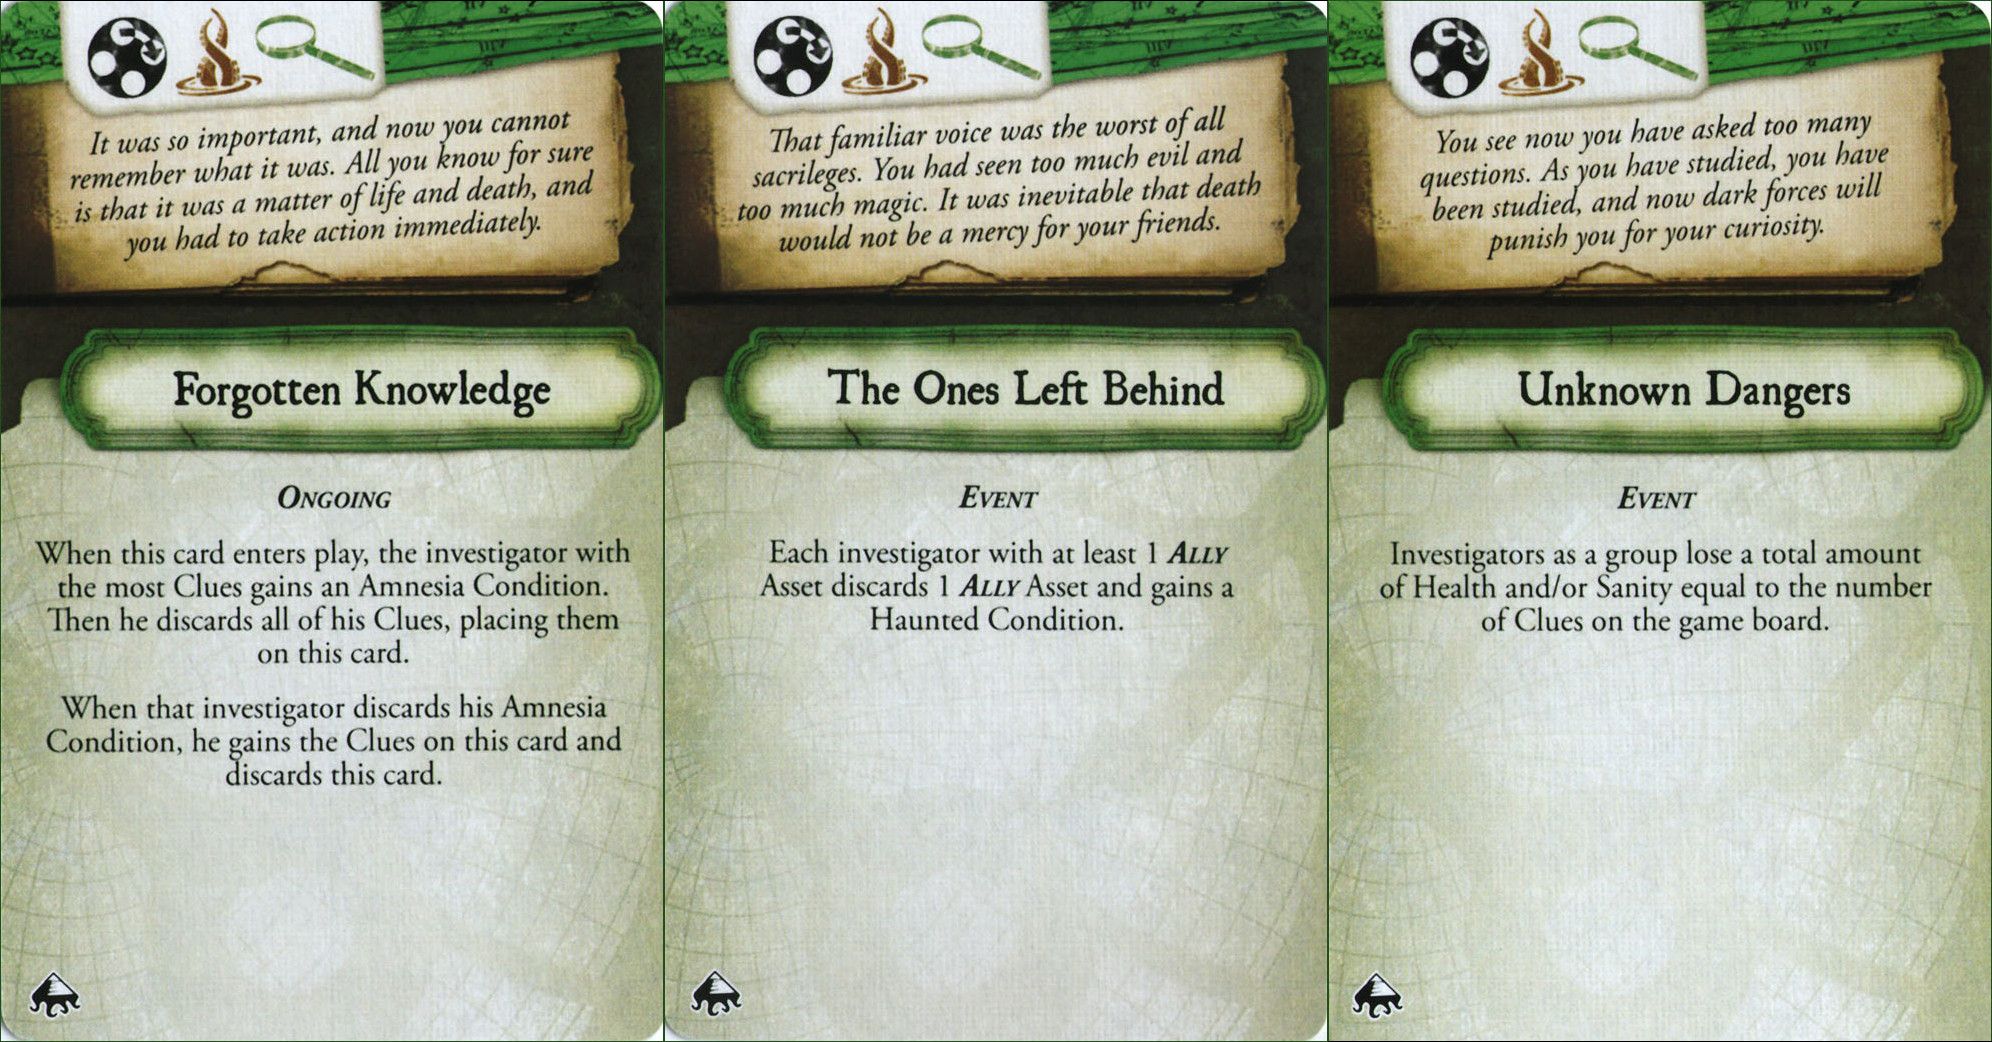 It was so important, and now you cannot
remember what it was. All you know for sure
is that it was a matter of life and death, and
you had to take action immediately.
Forgotten Knowledge
Ongoing
When this card enters play, the investigator with
the most Clues gains an Amnesia Condition.
Then he discards all of his Clues, placing them
on this card.
When that investigator discards his Amnesia
Condition, he gains the Clues on this card and
discards this card.
That familiar voice was the worst of all
sacrileges. You had seen too much evil and
too much magic. It was inevitable that death
would not be a mercy for your friends.
The Ones Left Behind
Event
Each investigator with at least 1 Ally
Asset discards 1 Ally Asset and gains a
Haunted Condition.
You see now you have asked too many
questions. As you have studied, you have
been studied, and now dark forces will
punish you for your curiosity.
Unknown Dangers
Event
Investigators as a group lose a total amount
of Health and/or Sanity equal to the number
of Clues on the game board.